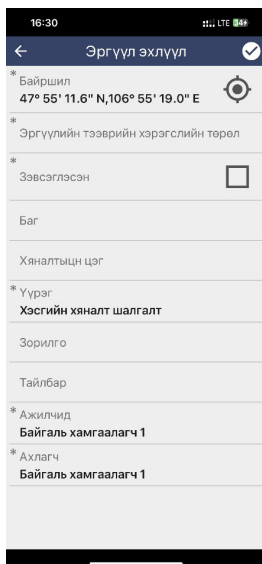 16:30
LTE 84
Эргүүл эхлүүл
* Байршил
47° 55' 11.6" N,106° 55' 19.0" E
*
Эргүүлийн тээврийн хэрэгслийн төрөл
*
Зэвсэглэсэн
Баг
Хяналтыцн цэг
* Үүрэг
Хэсгийн хяналт шалгалт
Зорилго
Тайлбар
* Ажилчид
Байгаль хамгаалагч 1
* Ахлагч
Байгаль хамгаалагч 1